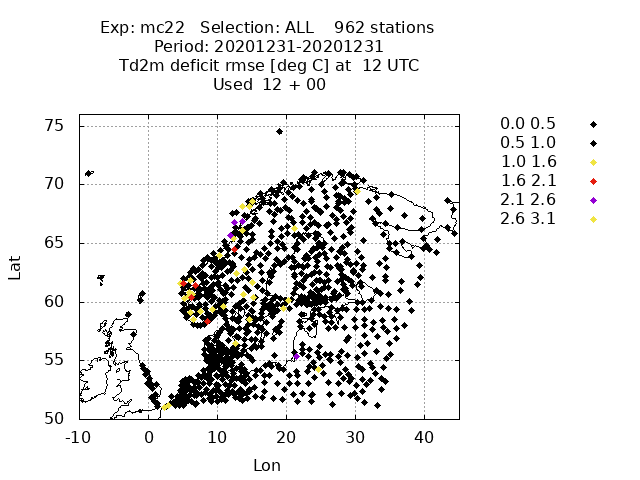 Exp: mc22 Selection: ALL 962 stations
Period: 20201231-20201231
Td2m deficit rmse [deg C] at 12 UTC
Used 12 + 00
75
70
65
60
55
50
-10 0 10 20 30 40
Lat
Lon
0.0 0.5
0.5 1.0
1.0 1.6
1.6 2.1
2.1 2.6
2.6 3.1